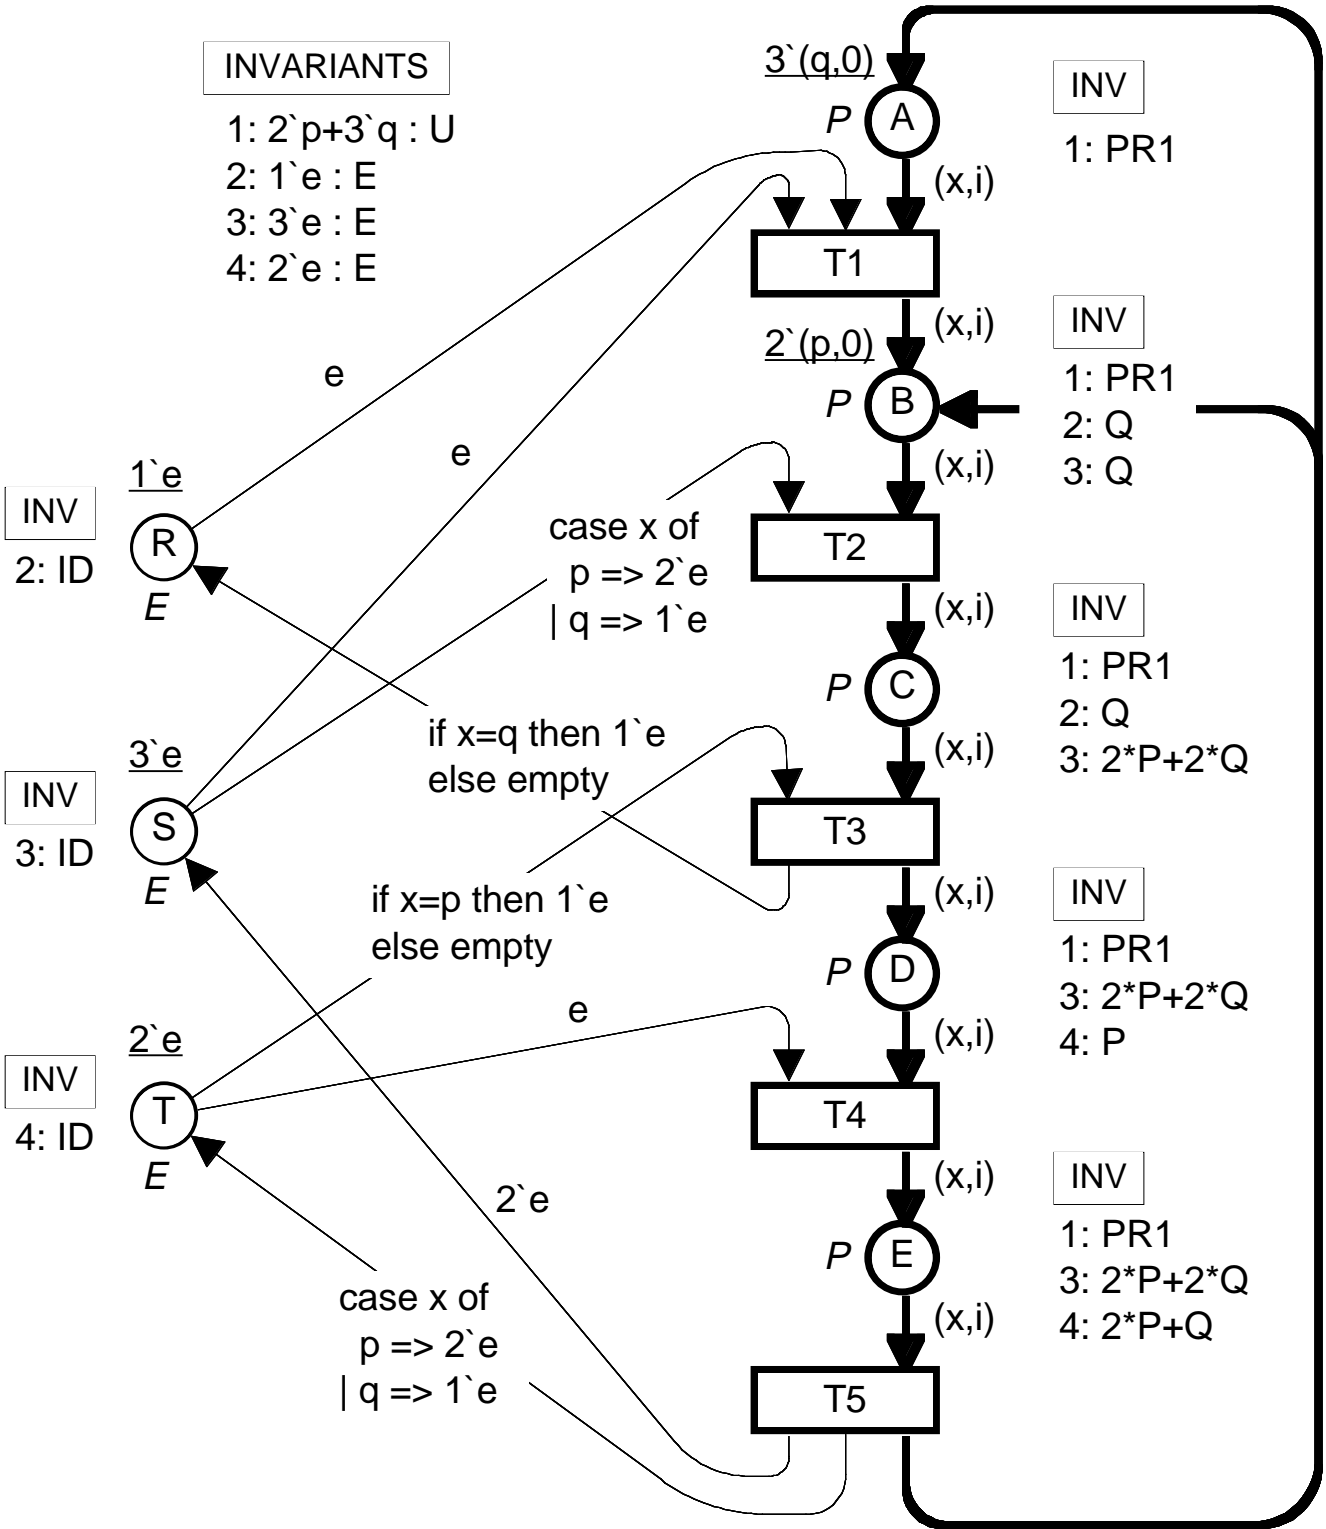 INVARIANTS
1: 2`p+3`q : U
2: 1`e : E
3: 3`e : E
4: 2`e : E
3`(q,0)
P
A
INV
1: PR1
(x,i)
T1
(x,i)
2`(p,0)
P
B
INV
1: PR1
2: Q
3: Q
(x,i)
e
e
1`e
INV
R
2: ID
E
case x of
p => 2`e
| q => 1`e
T2
(x,i)
P
C
INV
1: PR1
2: Q
3: 2*P+2*Q
(x,i)
if x=q then 1`e
else empty
3`e
INV
S
3: ID
E
T3
(x,i)
if x=p then 1`e
else empty
P
D
INV
1: PR1
3: 2*P+2*Q
4: P
(x,i)
e
2`e
INV
T
4: ID
E
T4
(x,i)
2`e
P
E
INV
1: PR1
3: 2*P+2*Q
4: 2*P+Q
(x,i)
case x of
p => 2`e
| q => 1`e
T5